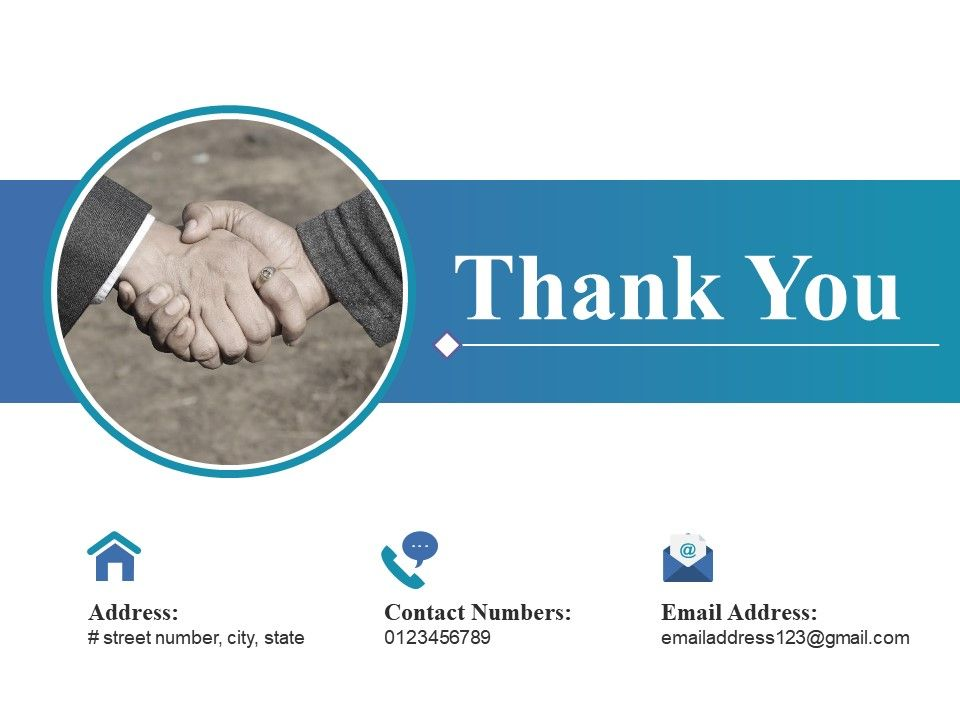 Thank You
@
Address:
# street number, city, state
Contact Numbers:
0123456789
Email Address:
emailaddress123@gmail.com